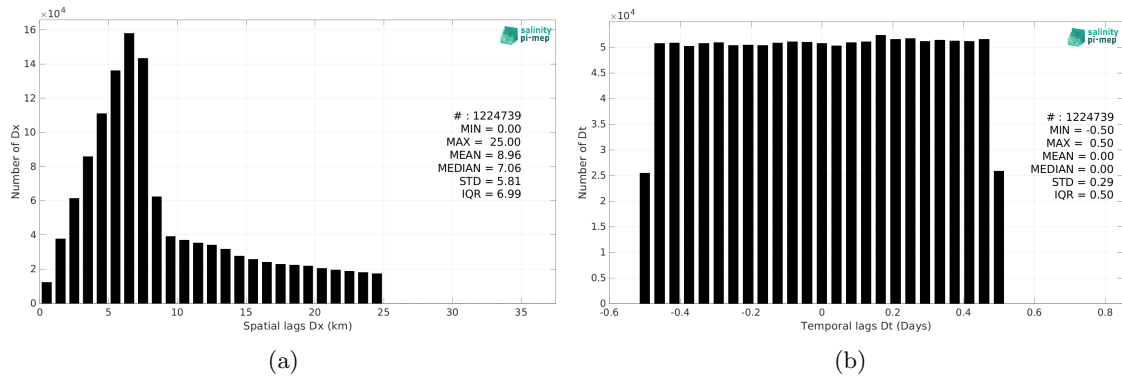 ×10⁴
16
14
12
10
8
6
4
2
0
Number of Dx
0 5 10 15 20 25 30 35
Spatial lags Dx (km)
salinity
pi-mep
# : 1224739
MIN = 0.00
MAX = 25.00
MEAN = 8.96
MEDIAN = 7.06
STD = 5.81
IQR = 6.99
(a)
×10⁴
5
4.5
4
3.5
3
2.5
2
1.5
1
0.5
0
Number of Dt
-0.6 -0.4 -0.2 0 0.2 0.4 0.6 0.8
Temporal lags Dt (Days)
salinity
pi-mep
# : 1224739
MIN = -0.50
MAX = 0.50
MEAN = 0.00
MEDIAN = 0.00
STD = 0.29
IQR = 0.50
(b)